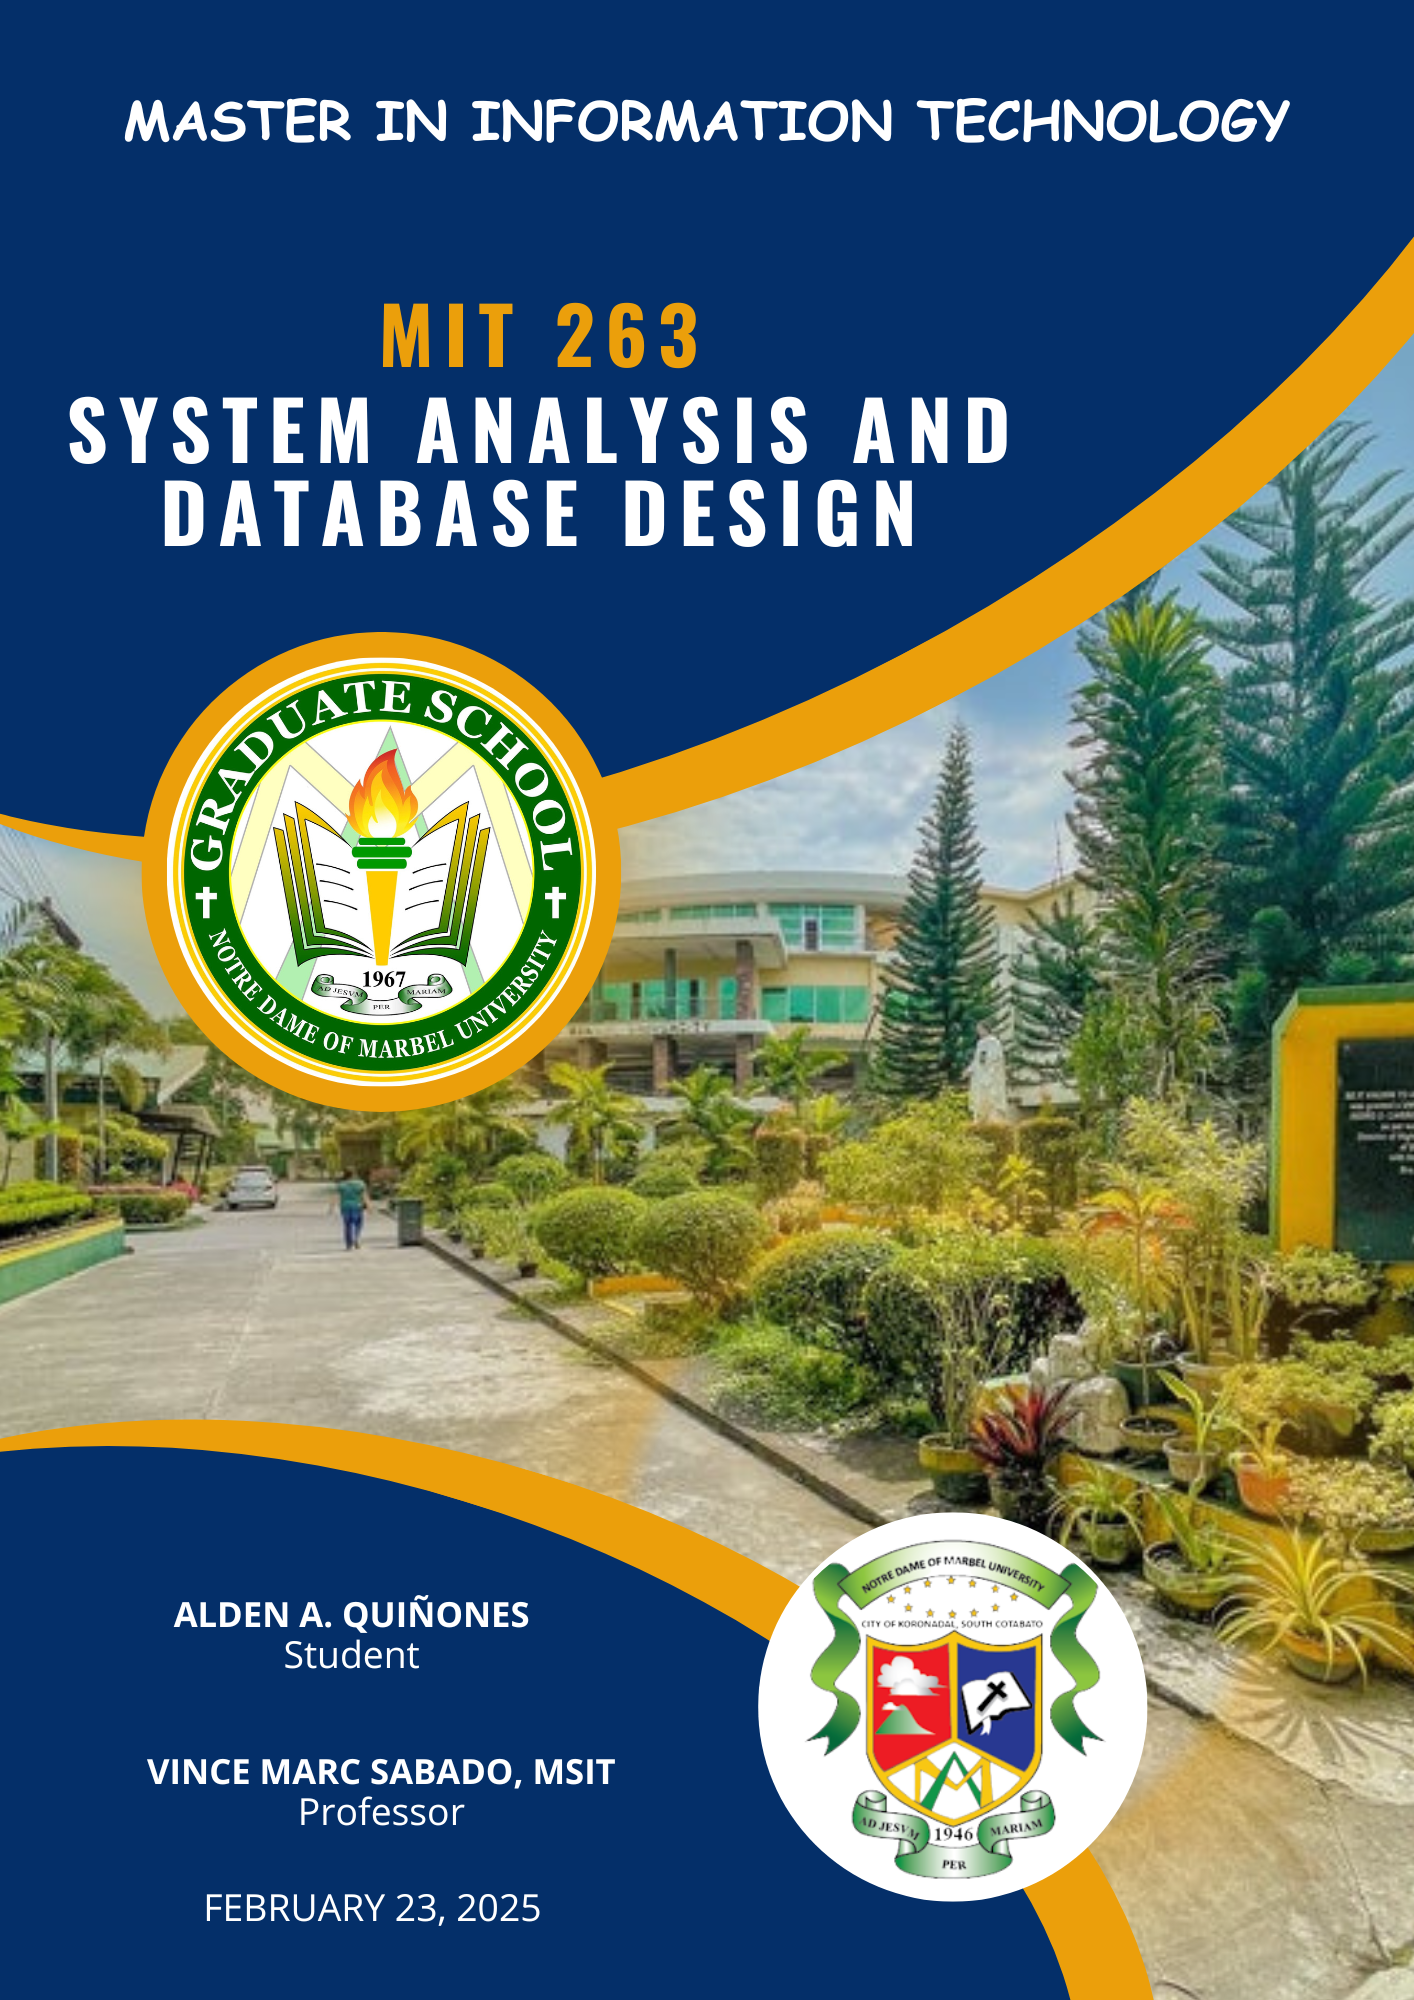 MASTER IN INFORMATION TECHNOLOGY
MIT 263
SYSTEM ANALYSIS AND
DATABASE DESIGN
GRADUATE SCHOOL
1967
AD JESVM
PER
MARIAM
NOTRE DAME OF MARBEL UNIVERSITY
NOTRE DAME OF MARBEL UNIVERSITY
CITY OF KORONADAL, SOUTH COTABATO
AD JESVM
1946
MARIAM
PER
ALDEN A. QUIÑONES
Student
VINCE MARC SABADO, MSIT
Professor
FEBRUARY 23, 2025